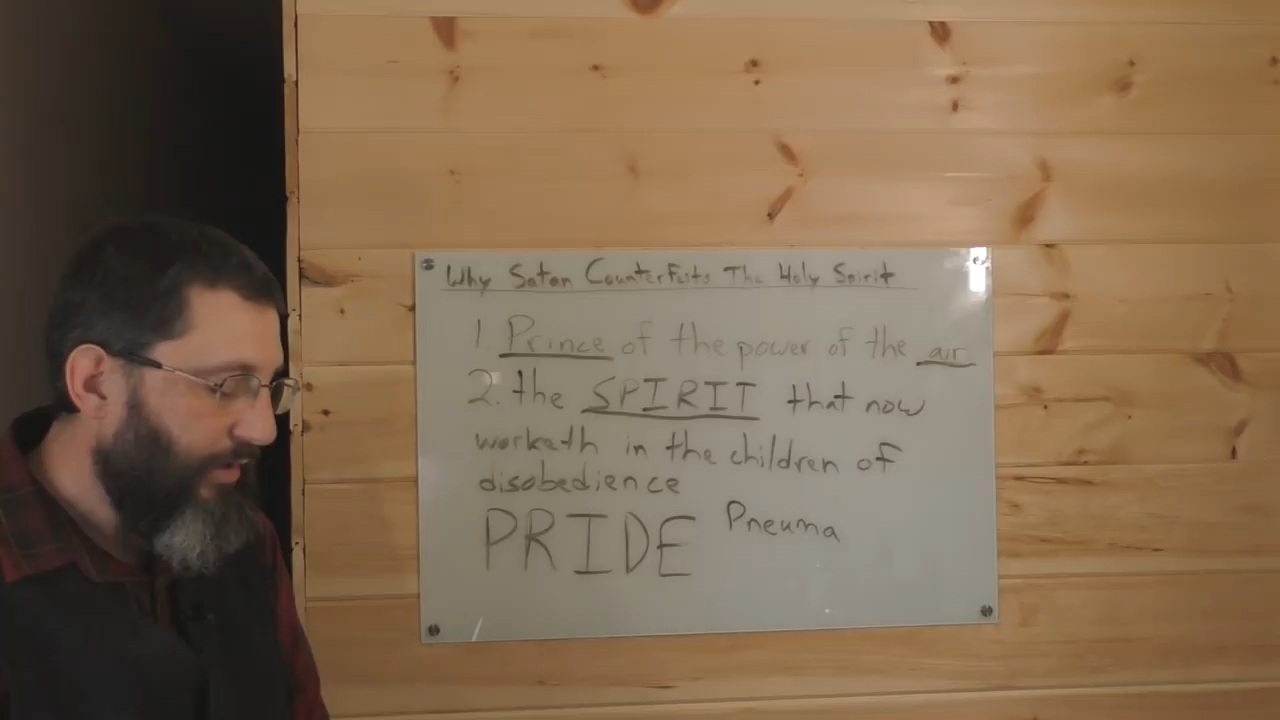 Why Satan Counterfeits The Holy Spirit
1. Prince of the power of the air
2. the SPIRIT that now
worketh in the children of
disobedience
PRIDE Pneuma